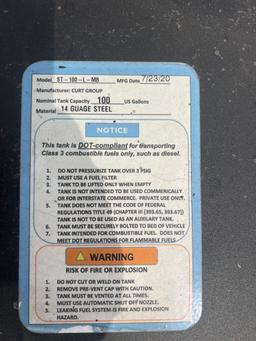 Model ST-100-L-MB MFG Date 7/23/20
Manufacturer: CURT GROUP
Nominal Tank Capacity 100 US Gallons
Material 14 GUAGE STEEL
NOTICE
This tank is DOT-compliant for transporting
Class 3 combustible fuels only, such as diesel.
1. DO NOT PRESSURIZE TANK OVER 3 PSIG
2. MUST USE A FUEL FILTER
3. TANK TO BE LIFTED ONLY WHEN EMPTY
4. TANK IS NOT INTENDED TO BE USED COMMERICALLY
OR FOR INTERSTATE COMMERCE. PRIVATE USE ONLY.
5. TANK DOES NOT MEET THE CODE OF FEDERAL
REGULATIONS TITLE 49 (CHAPTER III [393.65, 393.67])
TANK IS NOT TO BE USED AS AN AUXILARY TANK.
6. TANK MUST BE SECURELY BOLTED TO BED OF VEHICLE
7. TANK INTENDED FOR COMBUSTIBLE FUEL. DOES NOT
MEET DOT REGULATIONS FOR FLAMMABLE FUELS
WARNING
RISK OF FIRE OR EXPLOSION
1. DO NOT CUT OR WELD ON TANK
2. REMOVE PRE-VENT CAP WITH CAUTION.
3. TANK MUST BE VENTED AT ALL TIMES.
4. MUST USE AUTOMATIC SHUT OFF NOZZLE.
5. LEAKING FUEL SYSTEM IS FIRE AND EXPLOSION
HAZARD.